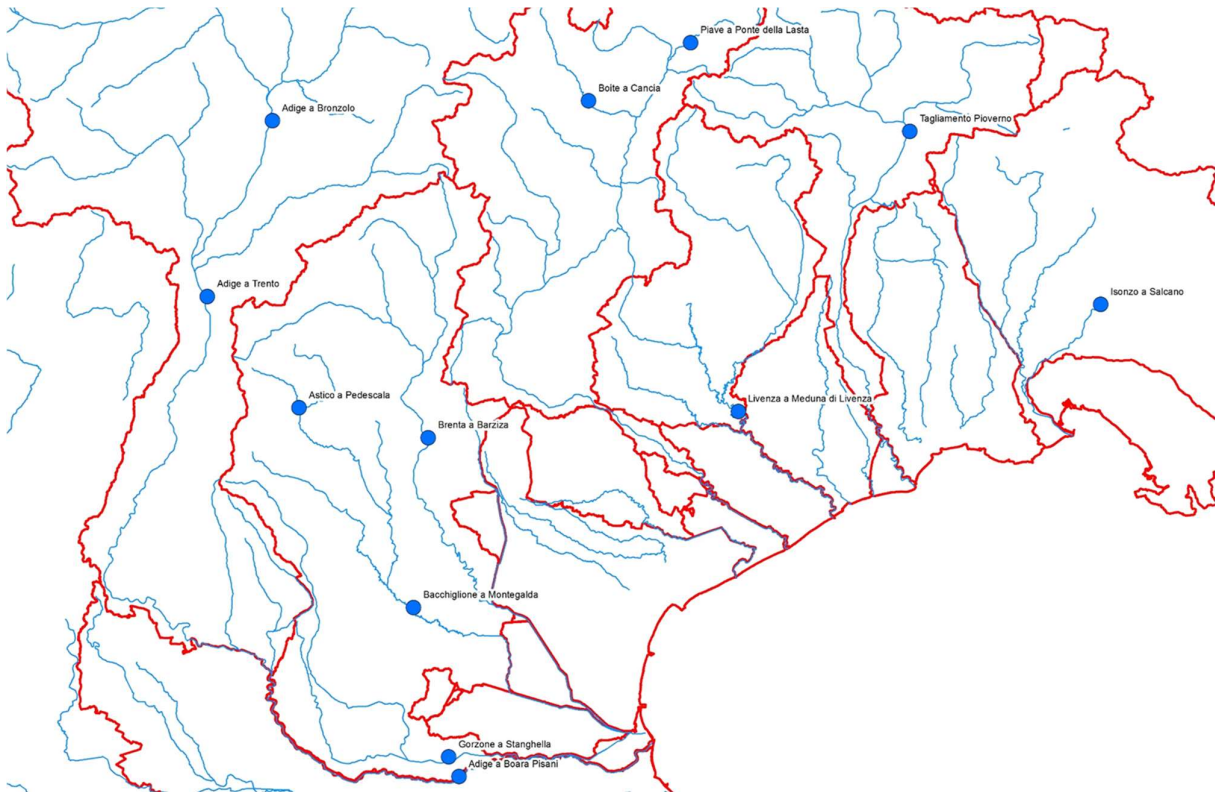 Piave a Ponte della Lasta
Boite a Cancia
Adige a Bronzolo
Tagliamento Pioverno
Adige a Trento
Isonzo a Salcano
Astico a Pedescala
Livenza a Meduna di Livenza
Brenta a Barziza
Bacchiglione a Montegalda
Gorzone a Stanghella
Adige a Boara Pisani